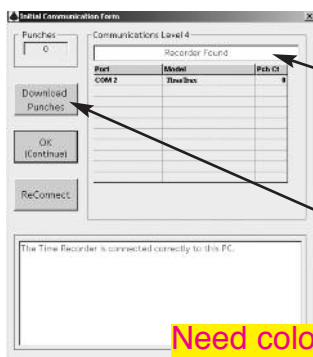 Initial Communication Form
Punches
0
Communications Level 4
Recorder Found
Port Model Pch Ct
COM 2 TimeTrax 0
Download
Punches
OK
(Continue)
ReConnect
The Time Recorder is connected correctly to this PC.
Need colo